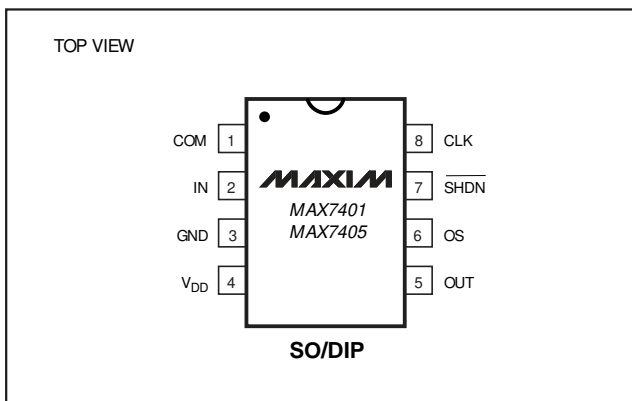 TOP VIEW
COM 1 8 CLK
IN 2 MAXIM 7 SHDN
MAX7401
GND 3 MAX7405 6 OS
VDD 4 5 OUT
SO/DIP